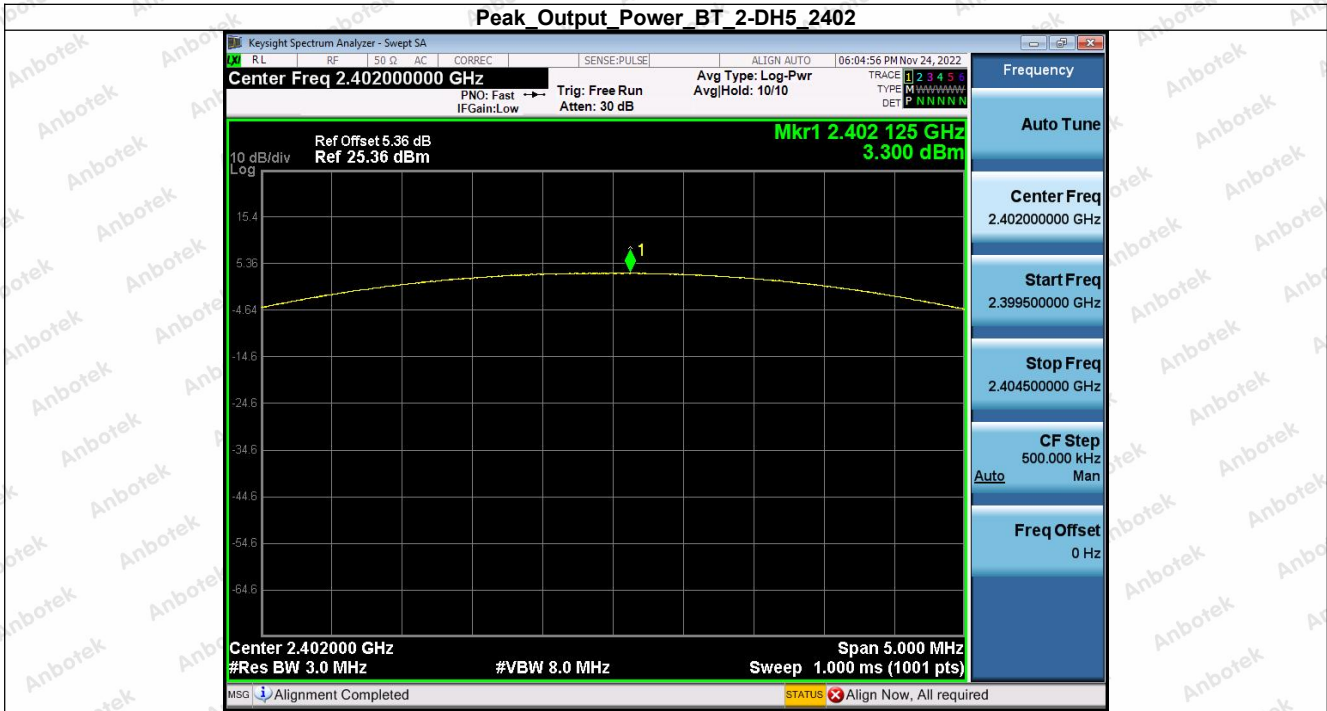 Peak_Output_Power_BT_2-DH5_2402
Keysight Spectrum Analyzer - Swept SA
LXI RL RF 50 Ω AC CORREC SENSE:PULSE ALIGN AUTO 06:04:56 PM Nov 24, 2022
Center Freq 2.402000000 GHz
PNO: Fast
IFGain:Low
Trig: Free Run
Atten: 30 dB
Avg Type: Log-Pwr
Avg|Hold: 10/10
TRACE 1 2 3 4 5 6
TYPE M WWWWW
DET P N N N N N
Mkr1 2.402 125 GHz
3.300 dBm
Ref Offset 5.36 dB
10 dB/div Ref 25.36 dBm
Log
15.4
5.36
-4.64
-14.6
-24.6
-34.6
-44.6
-54.6
-64.6
1
Center 2.402000 GHz Span 5.000 MHz
#Res BW 3.0 MHz #VBW 8.0 MHz Sweep 1.000 ms (1001 pts)
MSG Alignment Completed STATUS Align Now, All required
Frequency
Auto Tune
Center Freq
2.402000000 GHz
Start Freq
2.399500000 GHz
Stop Freq
2.404500000 GHz
CF Step
500.000 kHz
Auto Man
Freq Offset
0 Hz
Anbotek